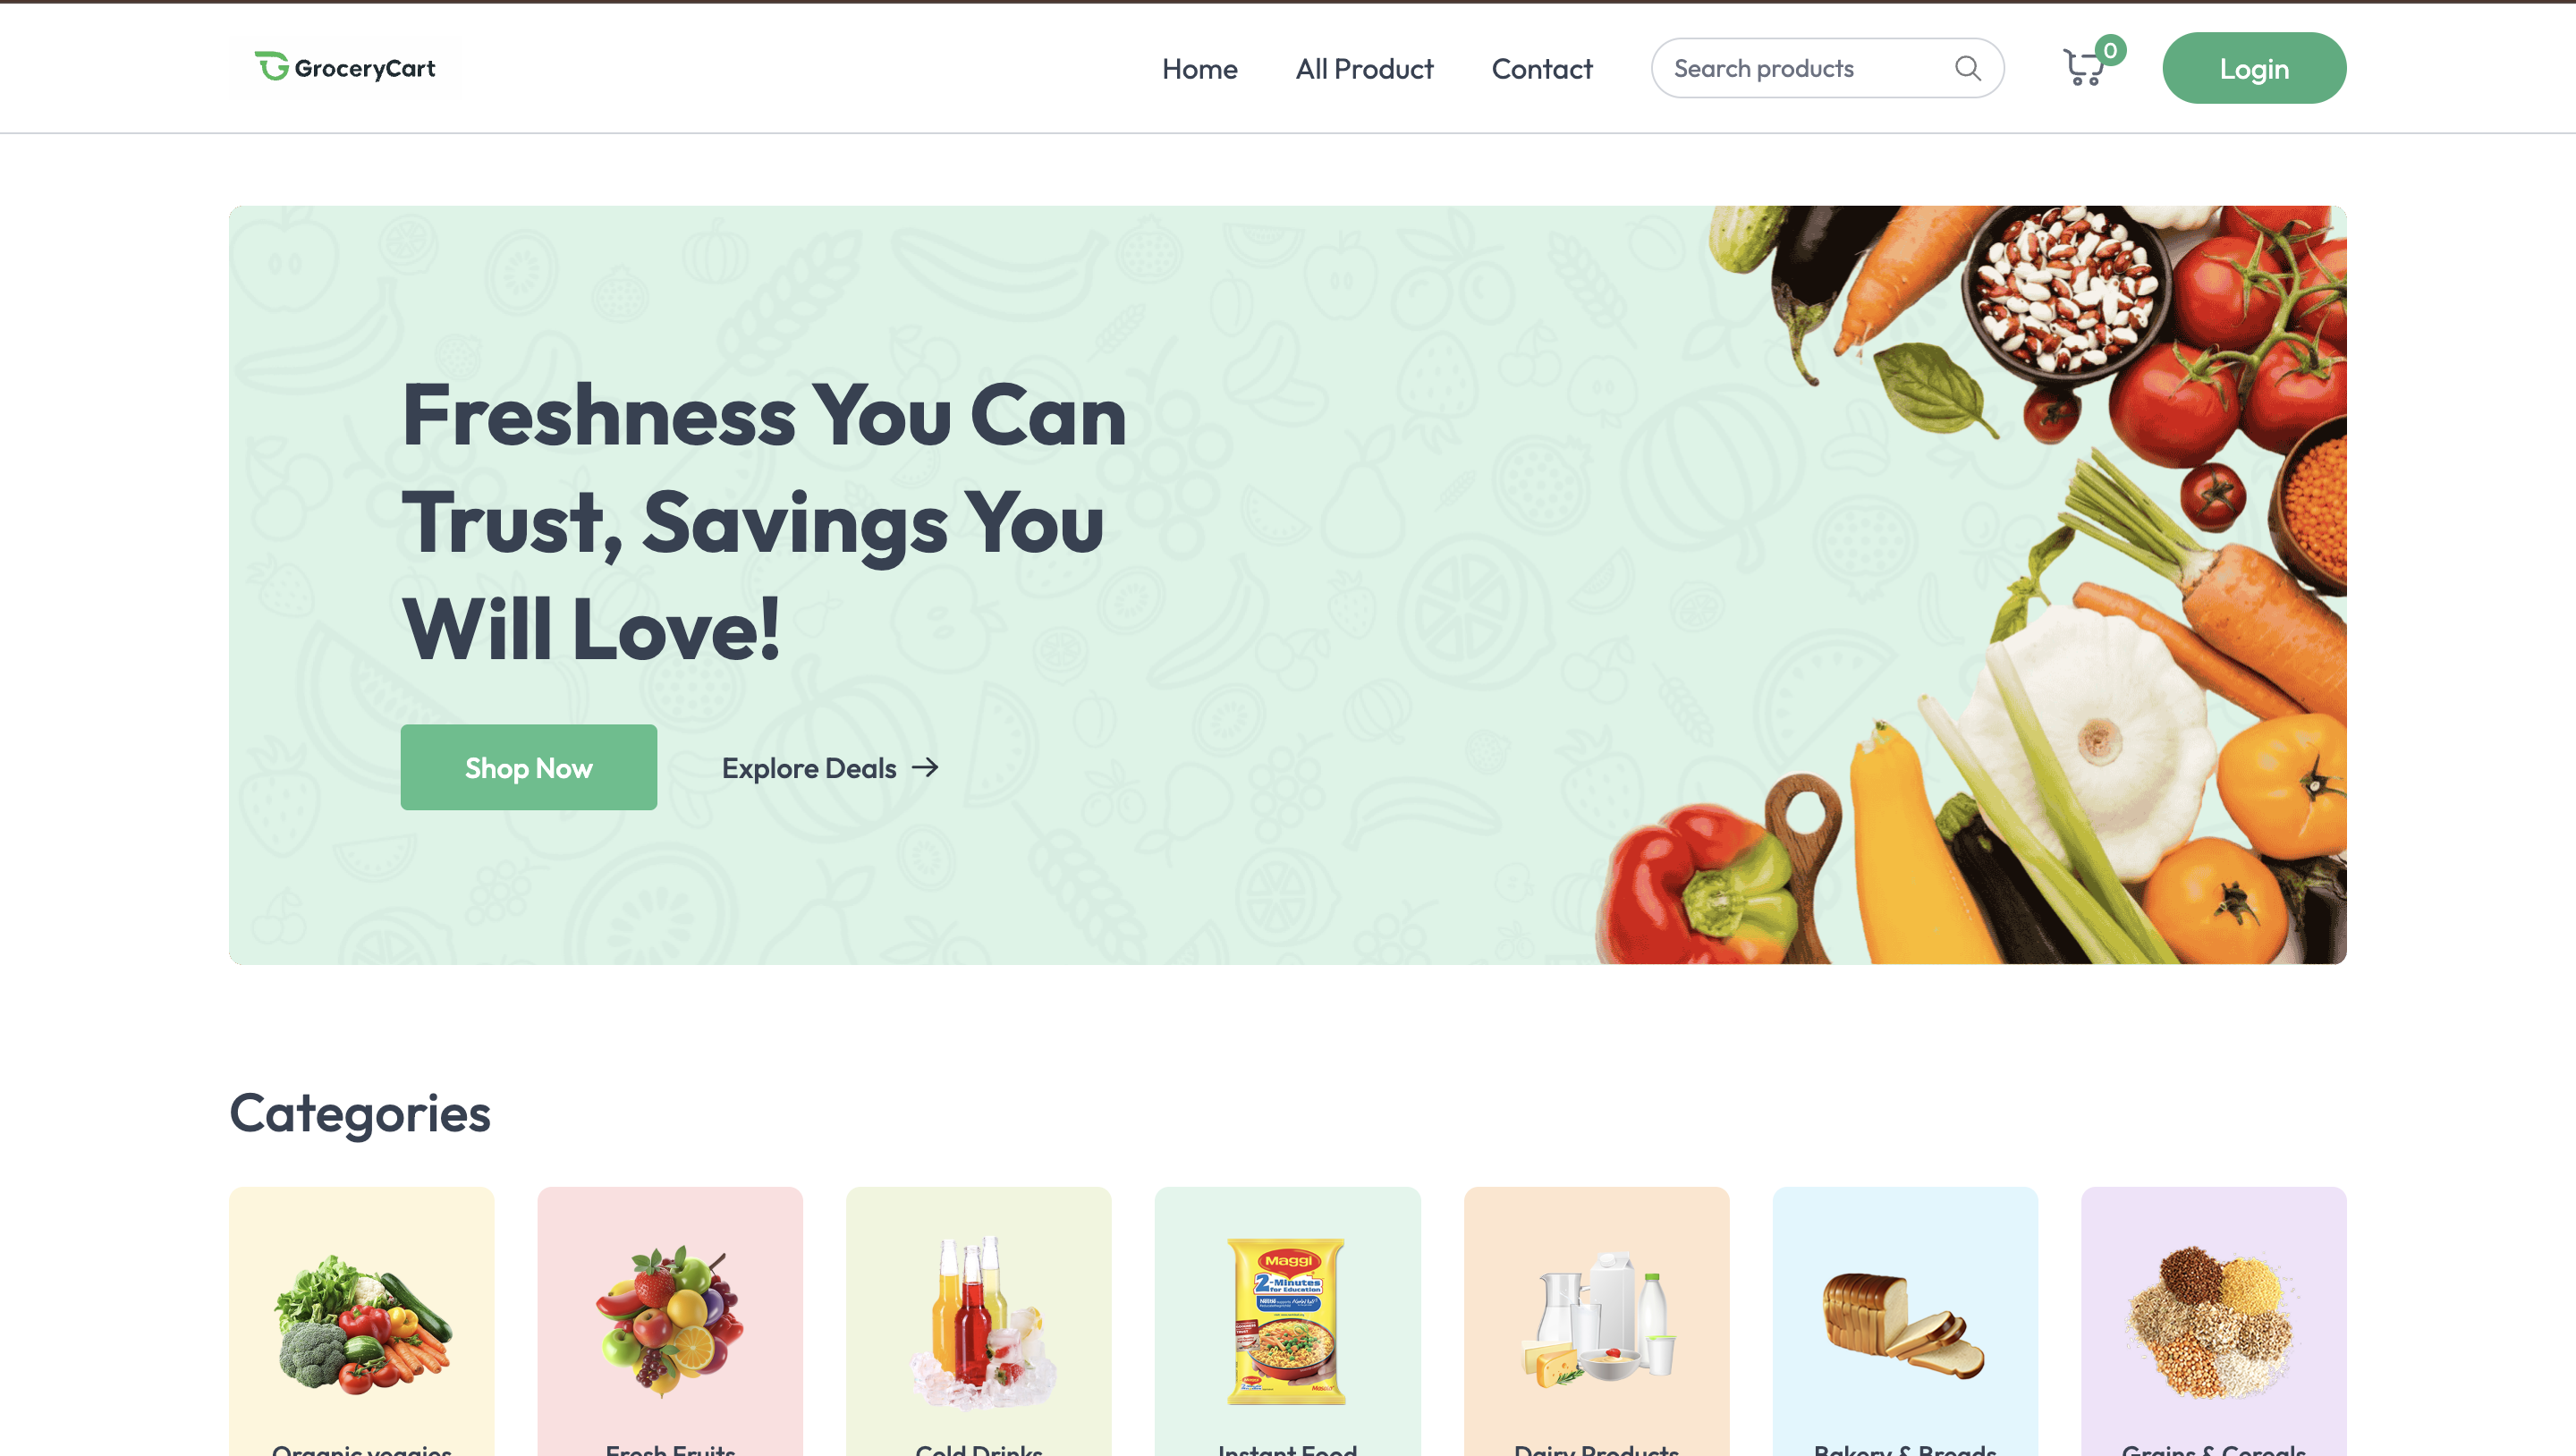 GroceryCart
Home
All Product
Contact
Search products
0
Login
Freshness You Can
Trust, Savings You
Will Love!
Shop Now
Explore Deals
Categories
Maggi
2-Minutes
for Education
Organic veggies
Fresh Fruits
Cold Drinks
Instant Food
Dairy Products
Bakery & Breads
Grains & Cereals